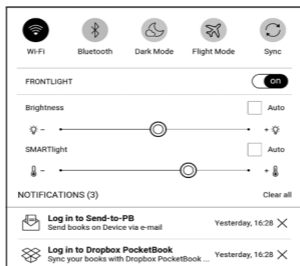 Wi-Fi Bluetooth Dark Mode Flight Mode Sync
FRONTLIGHT on
Brightness Auto
− +
SMARTlight Auto
− +
NOTIFICATIONS (3) Clear all
Log in to Send-to-PB
Send books on Device via e-mail Yesterday, 16:28
Log in to Dropbox PocketBook
Sync your books with Dropbox PocketBook ... Yesterday, 16:28